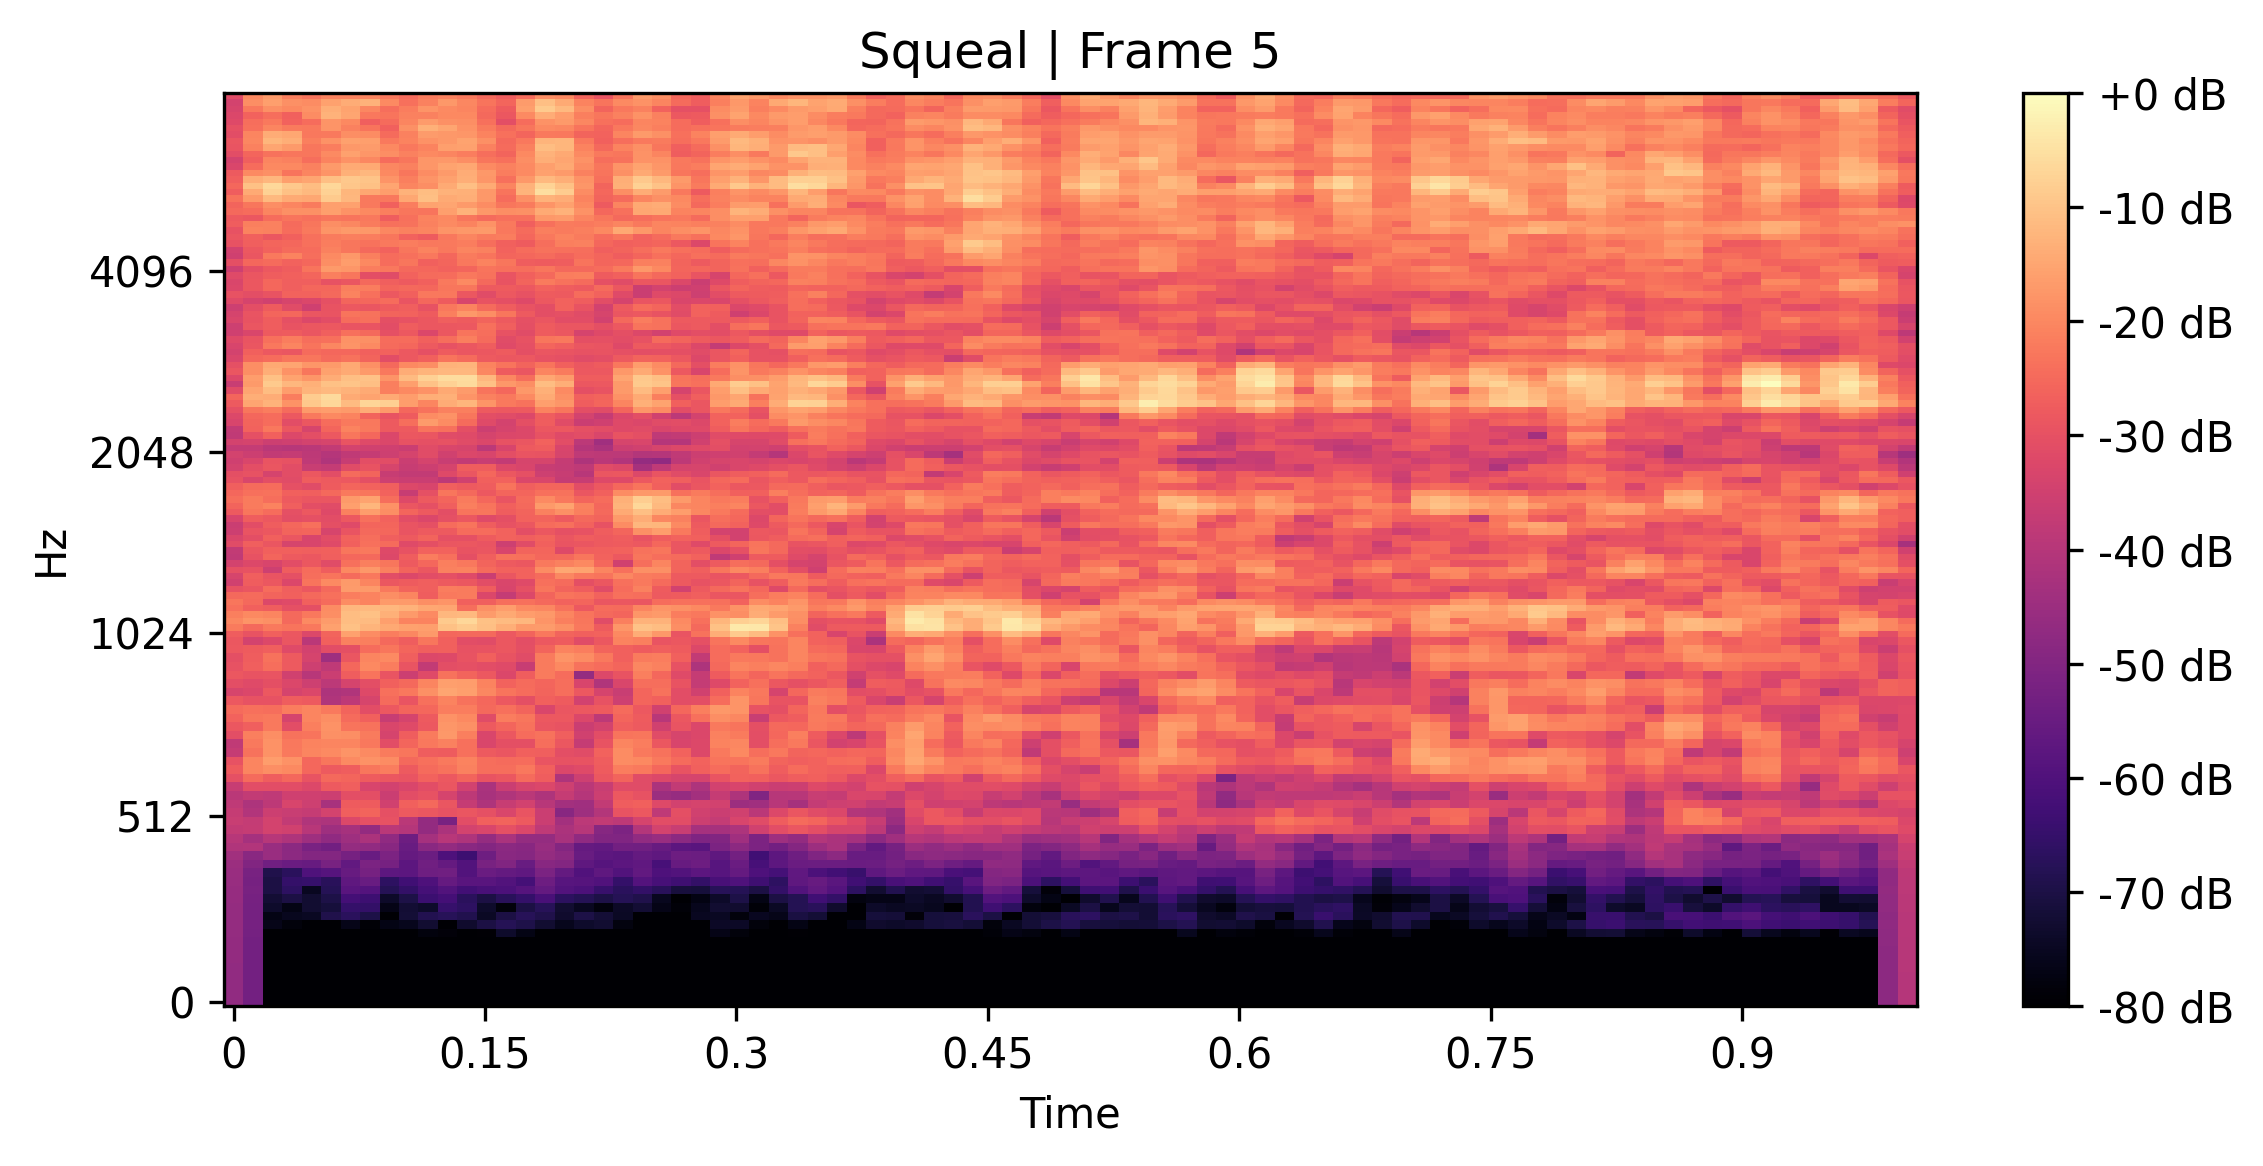 Squeal | Frame 5
+0 dB
-10 dB
-20 dB
-30 dB
-40 dB
-50 dB
-60 dB
-70 dB
-80 dB
Hz
4096
2048
1024
512
0
0 0.15 0.3 0.45 0.6 0.75 0.9
Time